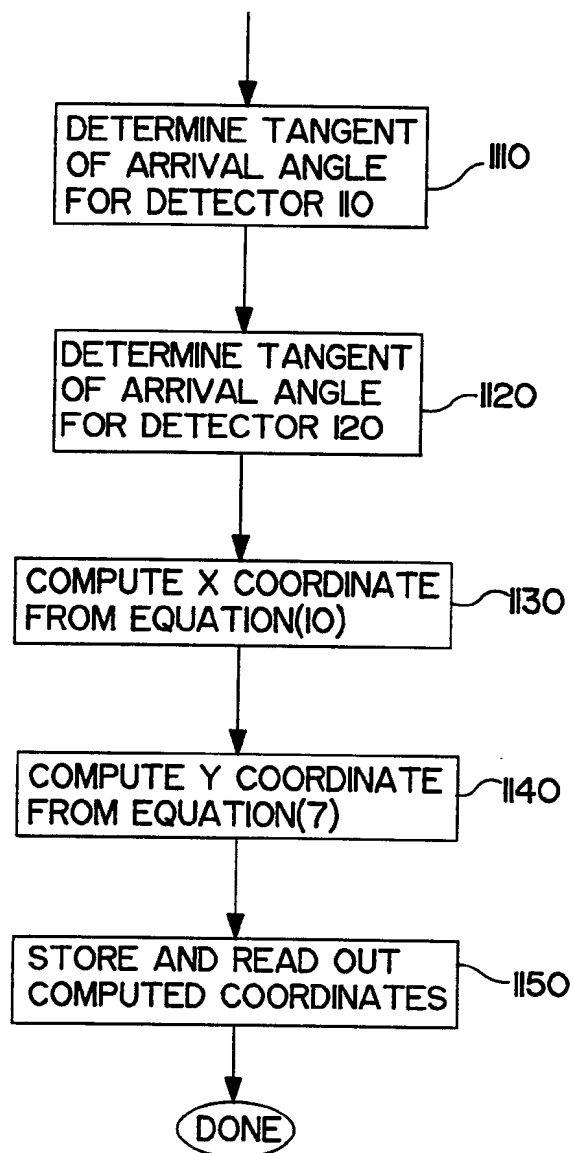 DETERMINE TANGENT
OF ARRIVAL ANGLE
FOR DETECTOR 110
1110
DETERMINE TANGENT
OF ARRIVAL ANGLE
FOR DETECTOR 120
1120
COMPUTE X COORDINATE
FROM EQUATION(10)
1130
COMPUTE Y COORDINATE
FROM EQUATION(7)
1140
STORE AND READ OUT
COMPUTED COORDINATES
1150
DONE